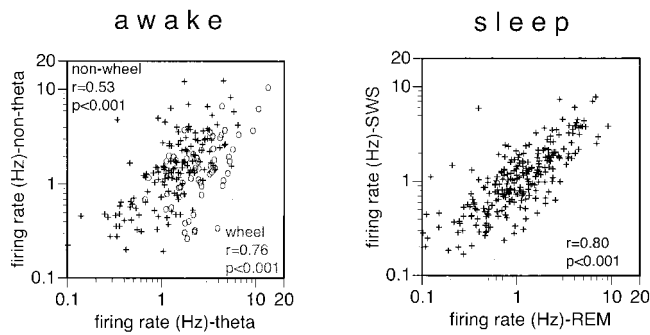 awake
sleep
firing rate (Hz)-non-theta
20
10
1
0.1
non-wheel
r=0.53
p<0.001
wheel
r=0.76
p<0.001
0.1
1
10
20
firing rate (Hz)-theta
firing rate (Hz)-SWS
20
10
1
0.1
r=0.80
p<0.001
0.1
1
10
20
firing rate (Hz)-REM